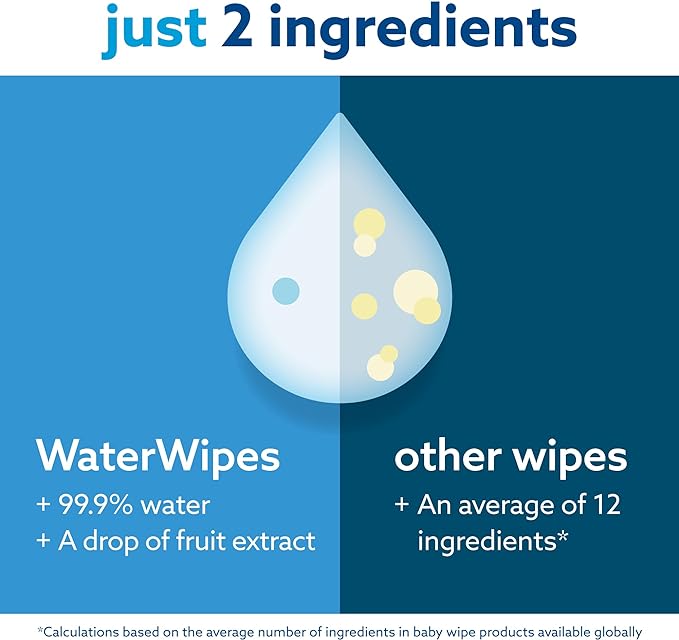 just 2 ingredients
WaterWipes
+ 99.9% water
+ A drop of fruit extract
other wipes
+ An average of 12
ingredients*
*Calculations based on the average number of ingredients in baby wipe products available globally